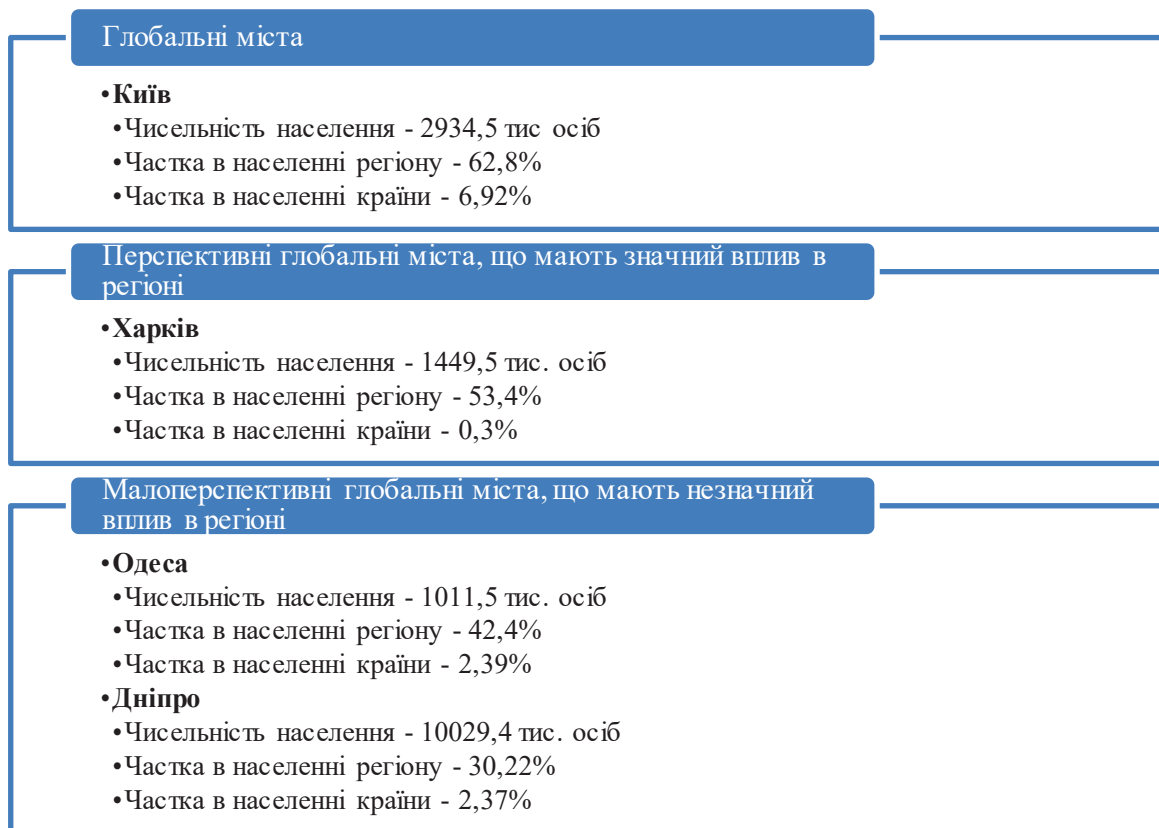 Глобальні міста
•Київ
•Чисельність населення - 2934,5 тис осіб
•Частка в населенні регіону - 62,8%
•Частка в населенні країни - 6,92%
Перспективні глобальні міста, що мають значний вплив в
регіоні
•Харків
•Чисельність населення - 1449,5 тис. осіб
•Частка в населенні регіону - 53,4%
•Частка в населенні країни - 0,3%
Малоперспективні глобальні міста, що мають незначний
вплив в регіоні
•Одеса
•Чисельність населення - 1011,5 тис. осіб
•Частка в населенні регіону - 42,4%
•Частка в населенні країни - 2,39%
•Дніпро
•Чисельність населення - 10029,4 тис. осіб
•Частка в населенні регіону - 30,22%
•Частка в населенні країни - 2,37%